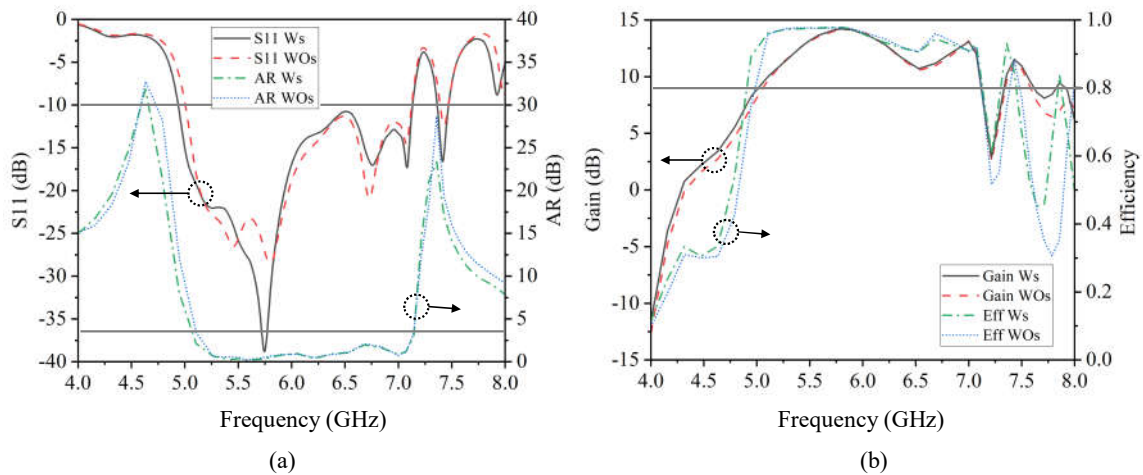 0
-5
-10
-15
-20
-25
-30
-35
-40
S11 (dB)
4.0 4.5 5.0 5.5 6.0 6.5 7.0 7.5 8.0
Frequency (GHz)
40
35
30
25
20
15
10
5
0
AR (dB)
S11 Ws
S11 WOs
AR Ws
AR WOs
(a)
15
10
5
0
-5
-10
-15
Gain (dB)
4.0 4.5 5.0 5.5 6.0 6.5 7.0 7.5 8.0
Frequency (GHz)
1.0
0.8
0.6
0.4
0.2
0.0
Efficiency
Gain Ws
Gain WOs
Eff Ws
Eff WOs
(b)